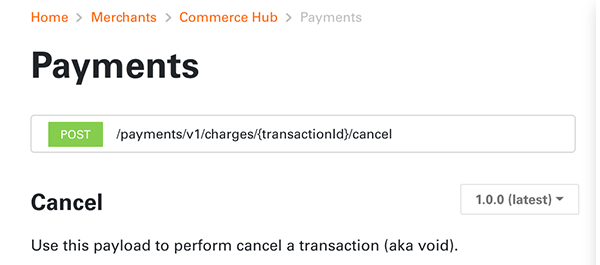 Home > Merchants > Commerce Hub > Payments
Payments
POST /payments/v1/charges/{transactionId}/cancel
Cancel
1.0.0 (latest)
Use this payload to perform cancel a transaction (aka void).